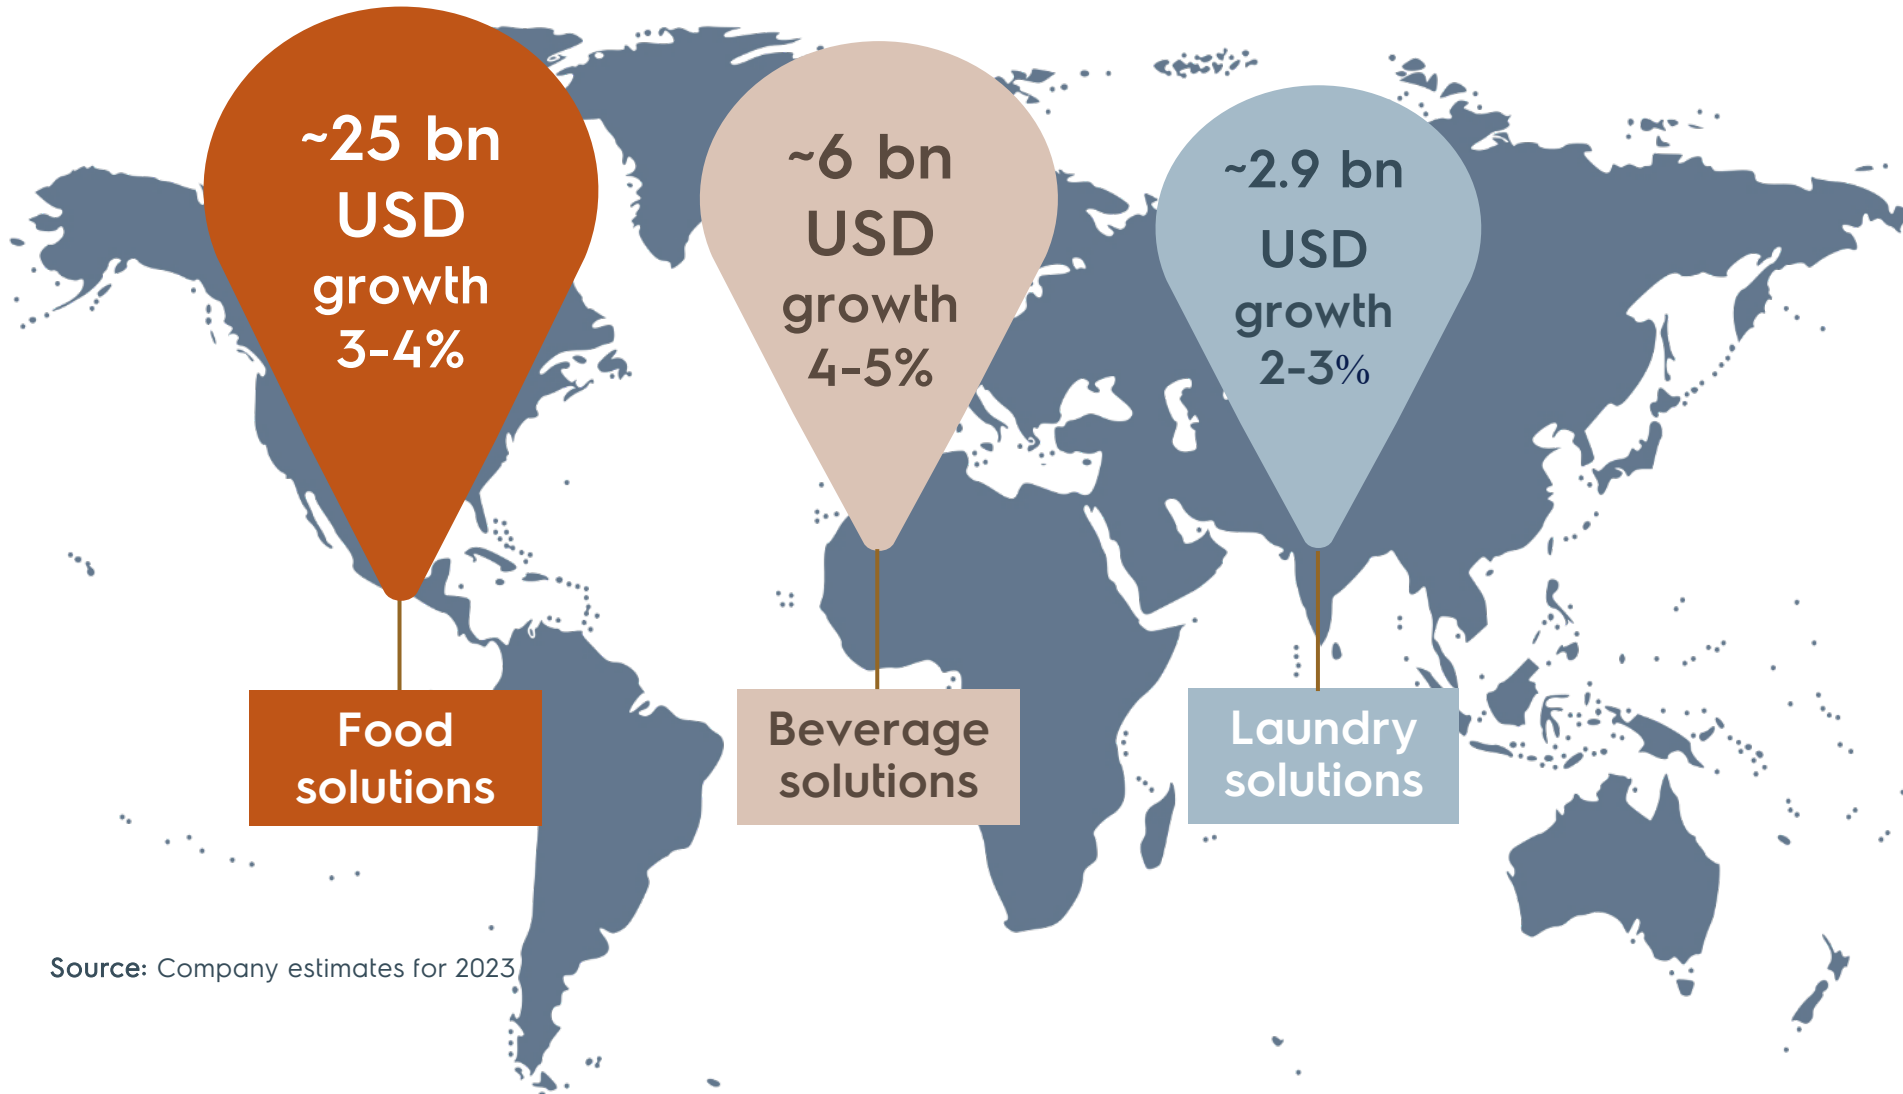 ~25 bn
USD
growth
3-4%
~6 bn
USD
growth
4-5%
~2.9 bn
USD
growth
2-3%
Food
solutions
Beverage
solutions
Laundry
solutions
Source: Company estimates for 2023